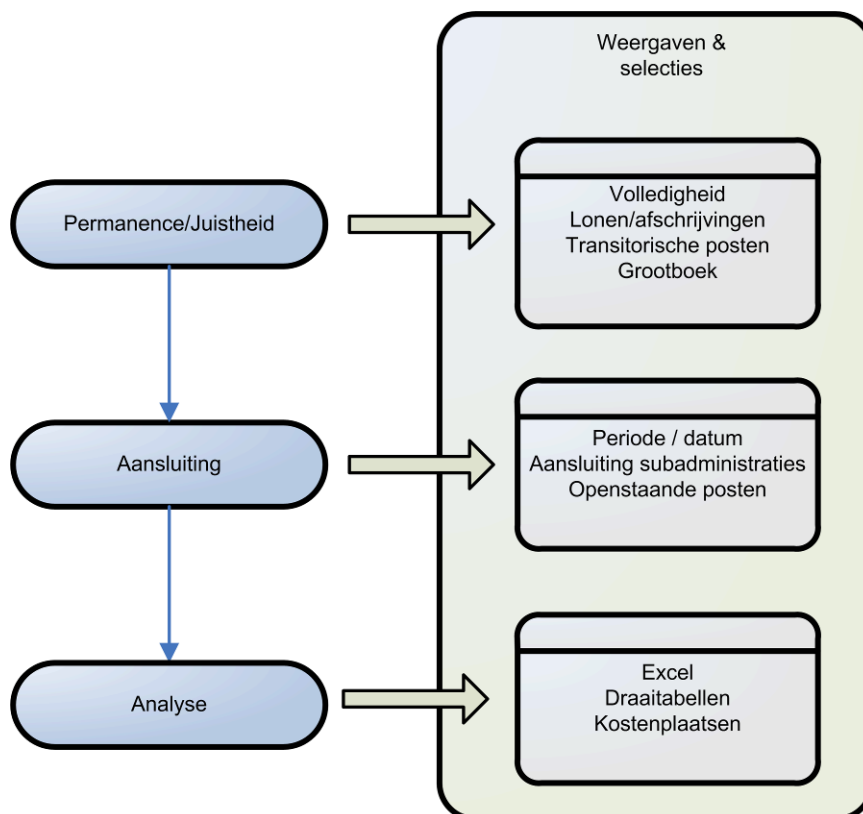 Weergaven &
selecties
Permanence/Juistheid
Volledigheid
Lonen/afschrijvingen
Transitorische posten
Grootboek
Aansluiting
Periode / datum
Aansluiting subadministraties
Openstaande posten
Analyse
Excel
Draaitabellen
Kostenplaatsen